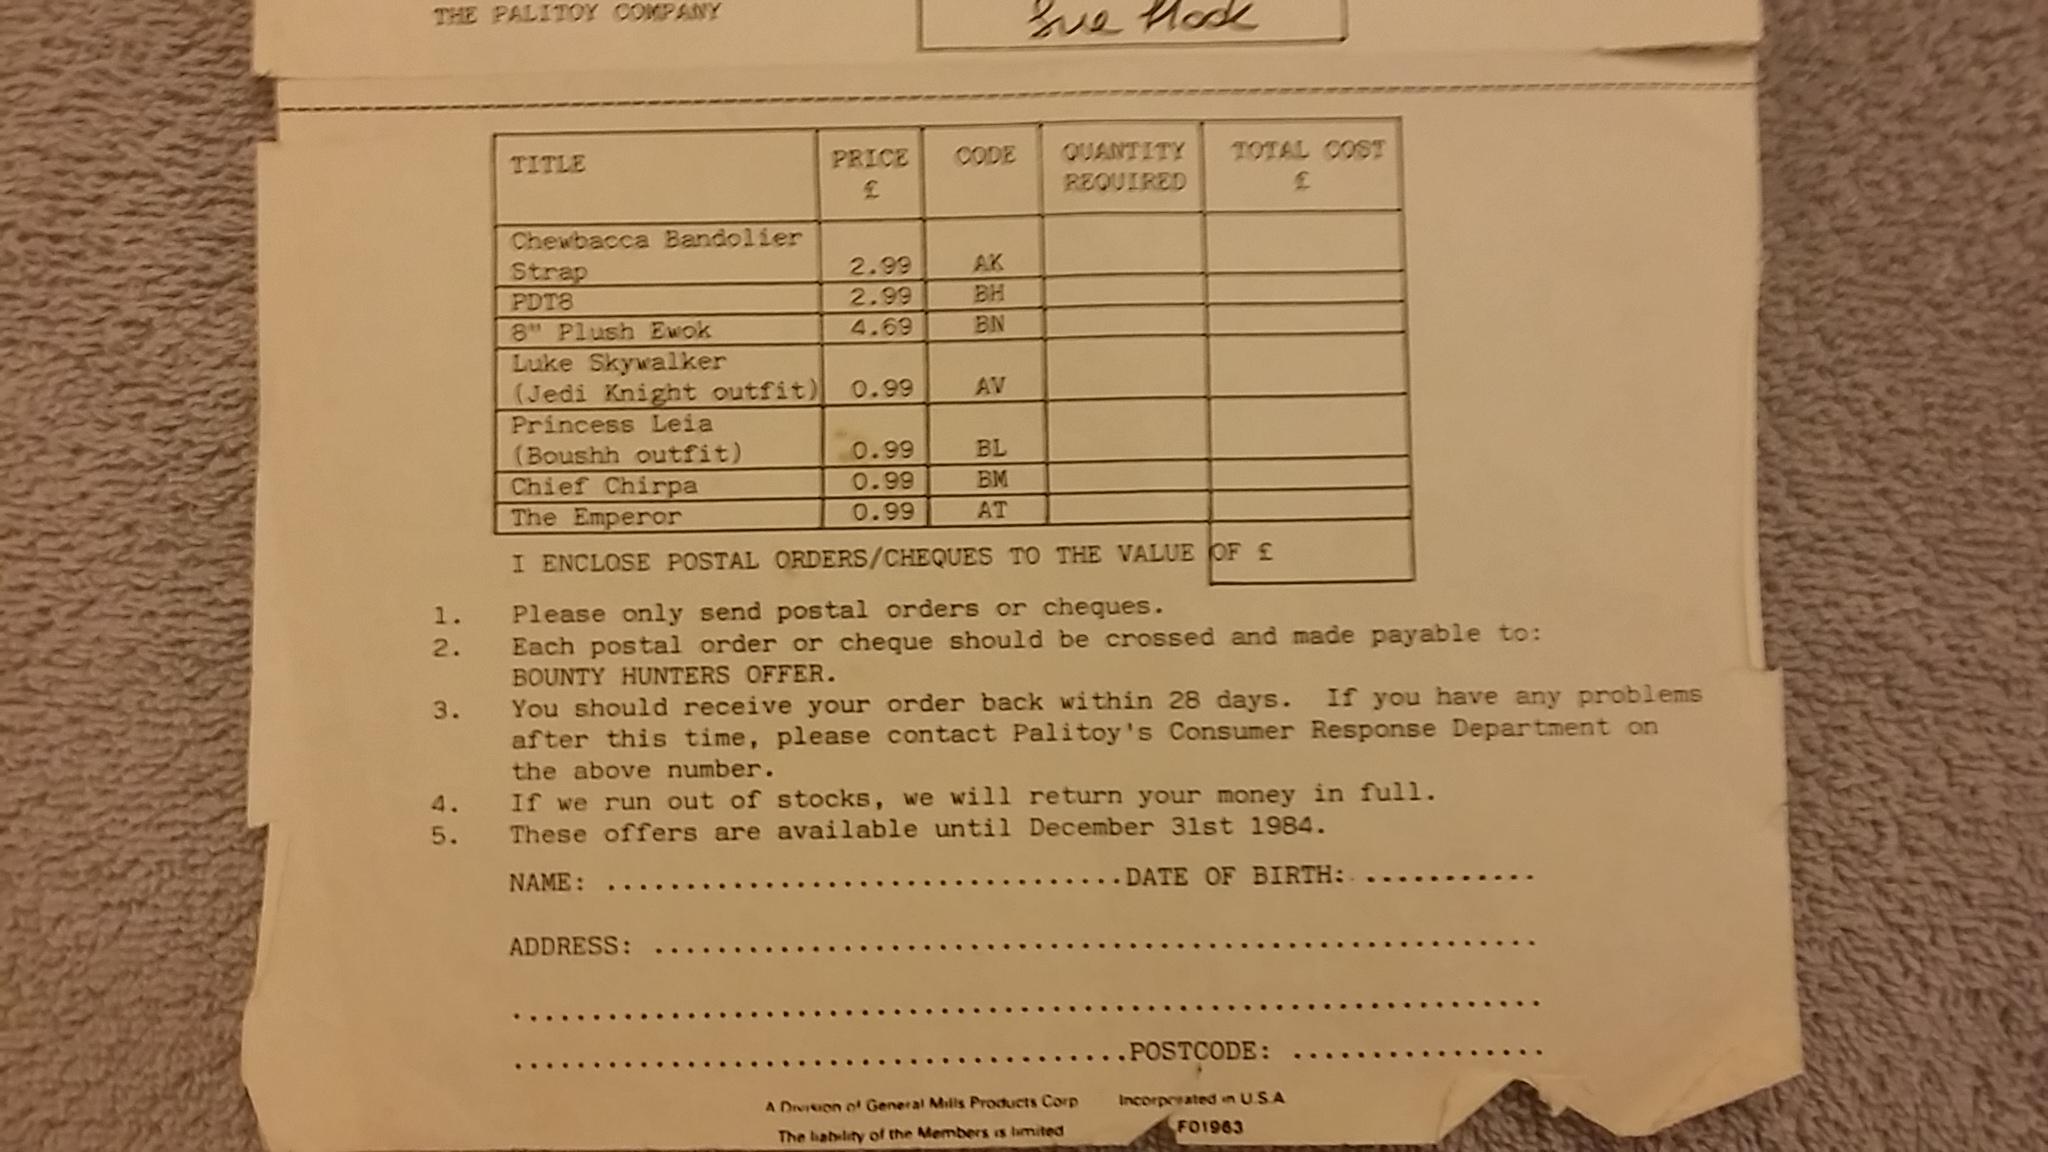 THE PALITOY COMPANY
Sue
TITLE PRICE £ CODE QUANTITY REQUIRED TOTAL COST £
Chewbacca Bandolier
Strap 2.99 AK
PDT8 2.99 BH
8" Plush Ewok 4.69 BN
Luke Skywalker
(Jedi Knight outfit) 0.99 AV
Princess Leia
(Boushh outfit) 0.99 BL
Chief Chirpa 0.99 BM
The Emperor 0.99 AT
I ENCLOSE POSTAL ORDERS/CHEQUES TO THE VALUE OF £
1. Please only send postal orders or cheques.
2. Each postal order or cheque should be crossed and made payable to:
BOUNTY HUNTERS OFFER.
3. You should receive your order back within 28 days. If you have any problems
after this time, please contact Palitoy's Consumer Response Department on
the above number.
4. If we run out of stocks, we will return your money in full.
5. These offers are available until December 31st 1984.
NAME: .................................DATE OF BIRTH: ...........
ADDRESS: .........................................................
..................................................................
.......................................POSTCODE: ................
A Division of General Mills Products Corp Incorporated in U.S.A
The liability of the Members is limited F01963